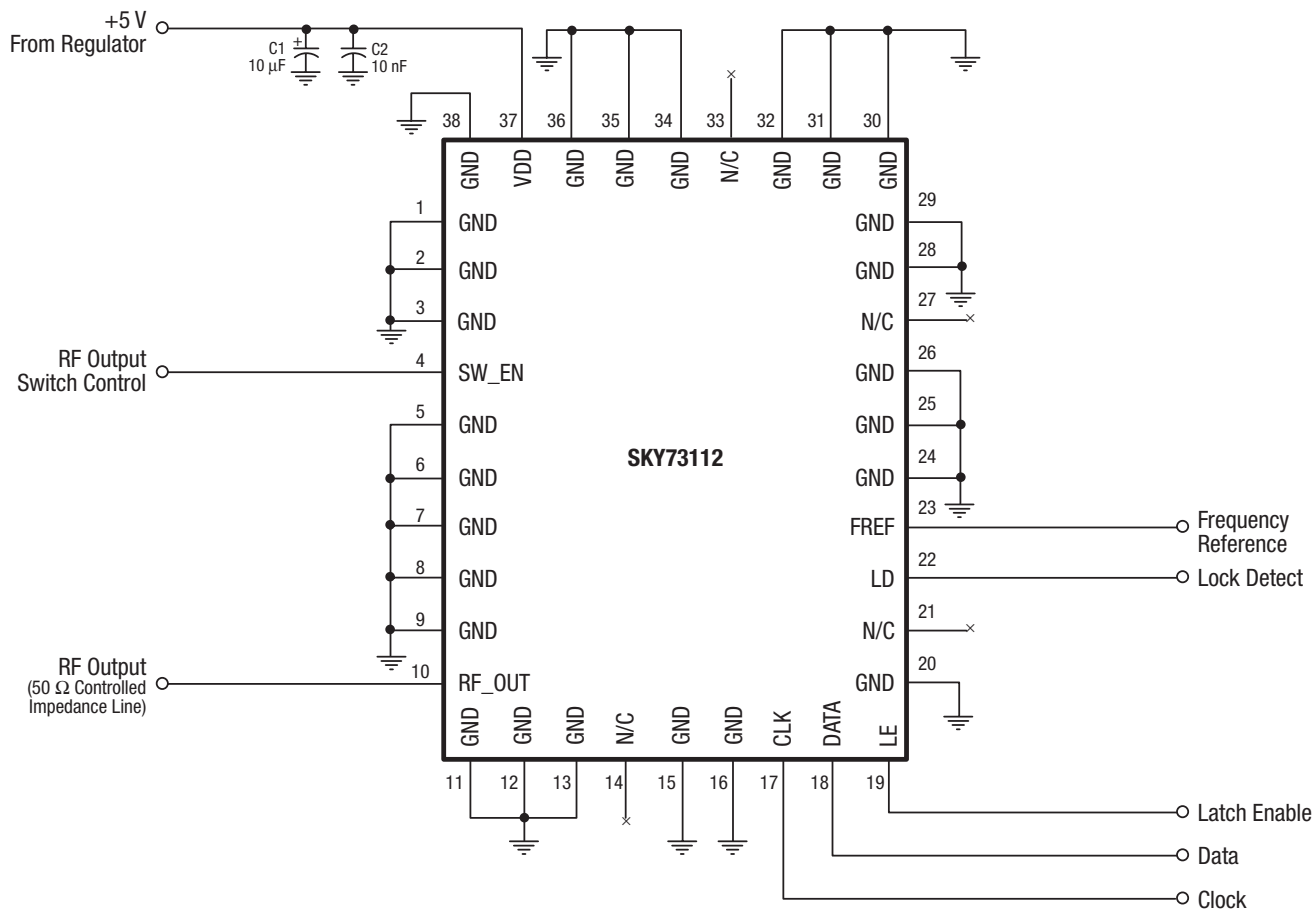 +5 V
From Regulator
C1
10 µF
+
C2
10 nF
38
37
36
35
34
33
32
31
30
GND
VDD
GND
GND
GND
N/C
GND
GND
GND
1
GND
2
GND
3
GND
RF Output
Switch Control
4
SW_EN
5
GND
6
GND
7
GND
8
GND
9
GND
RF Output
(50 Ω Controlled
Impedance Line)
10
RF_OUT
SKY73112
29
GND
28
GND
27
N/C
26
GND
25
GND
24
GND
23
FREF
Frequency
Reference
22
LD
Lock Detect
21
N/C
20
GND
GND
GND
GND
N/C
GND
GND
CLK
DATA
LE
11
12
13
14
15
16
17
18
19
Latch Enable
Data
Clock